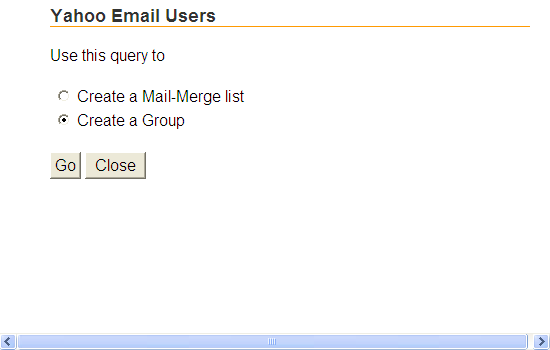 Yahoo Email Users
Use this query to
Create a Mail-Merge list
Create a Group
Go Close